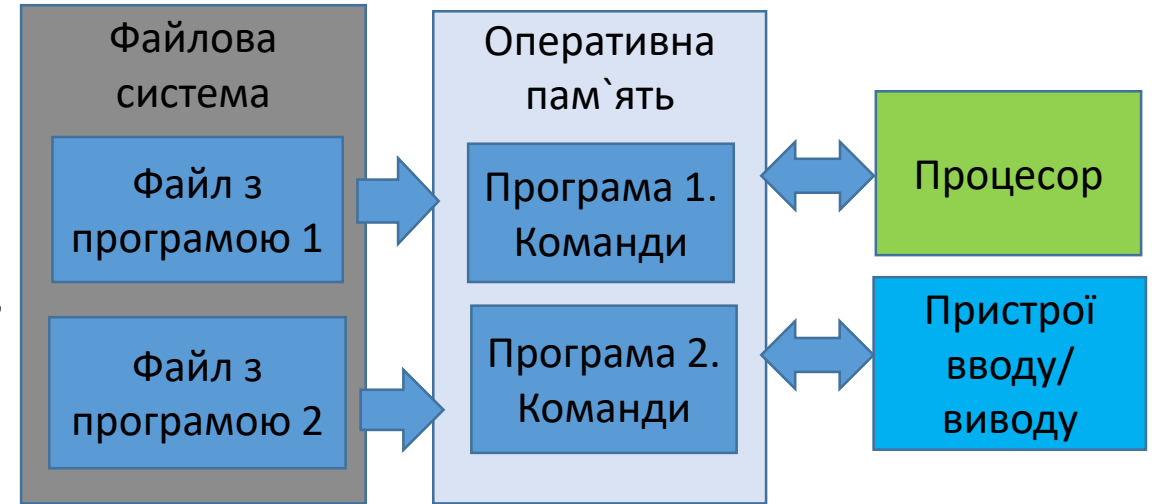 Файлова
система
Файл з
програмою 1
Файл з
програмою 2
Оперативна
пам`ять
Програма 1.
Команди
Програма 2.
Команди
Процесор
Пристрої
вводу/
виводу